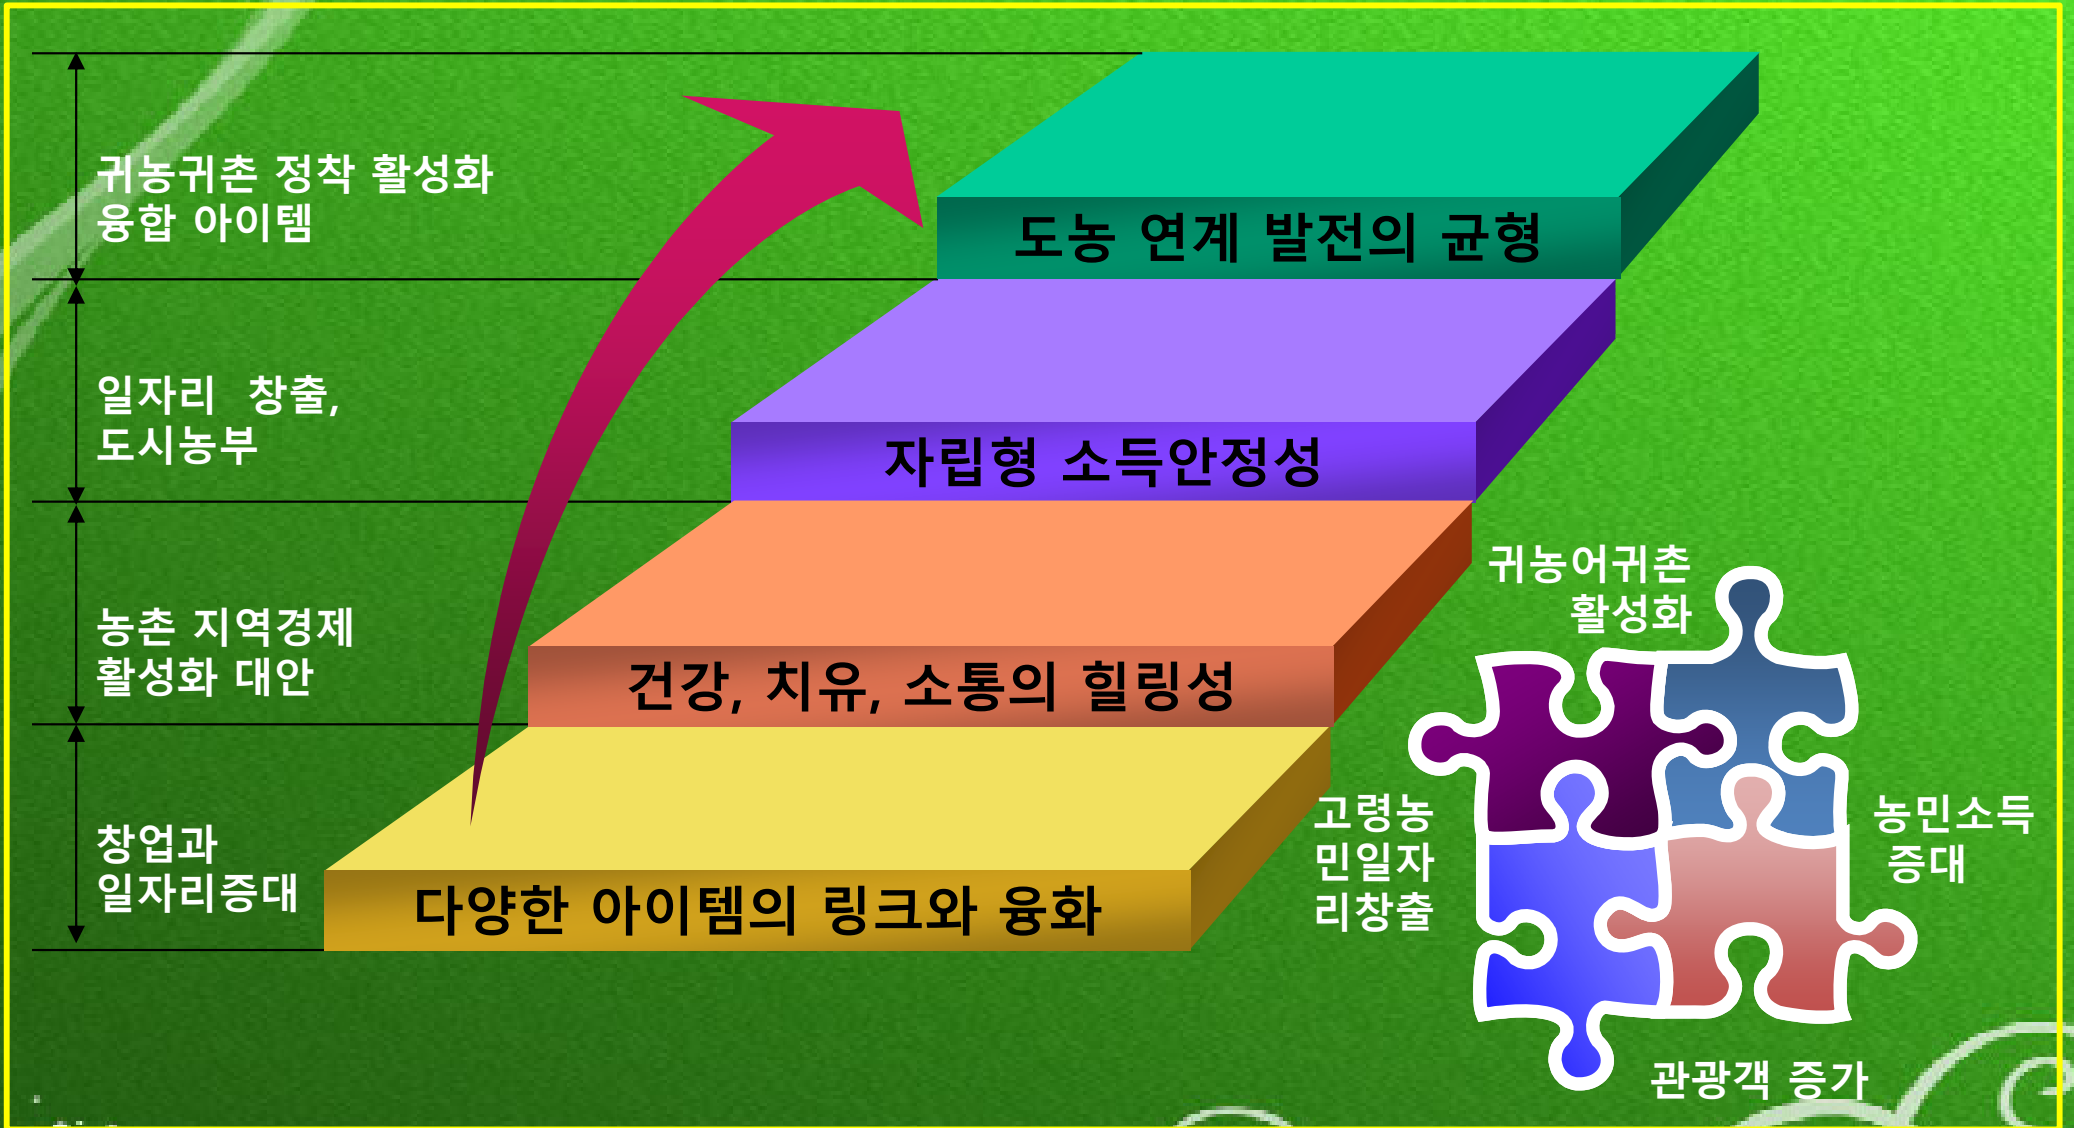 귀농귀촌 정착 활성화
융합 아이템
도농 연계 발전의 균형
일자리 창출,
도시농부
자립형 소득안정성
농촌 지역경제
활성화 대안
건강, 치유, 소통의 힐링성
창업과
일자리증대
다양한 아이템의 링크와 융화
귀농어귀촌
활성화
고령농
민일자
리창출
농민소득
증대
관광객 증가